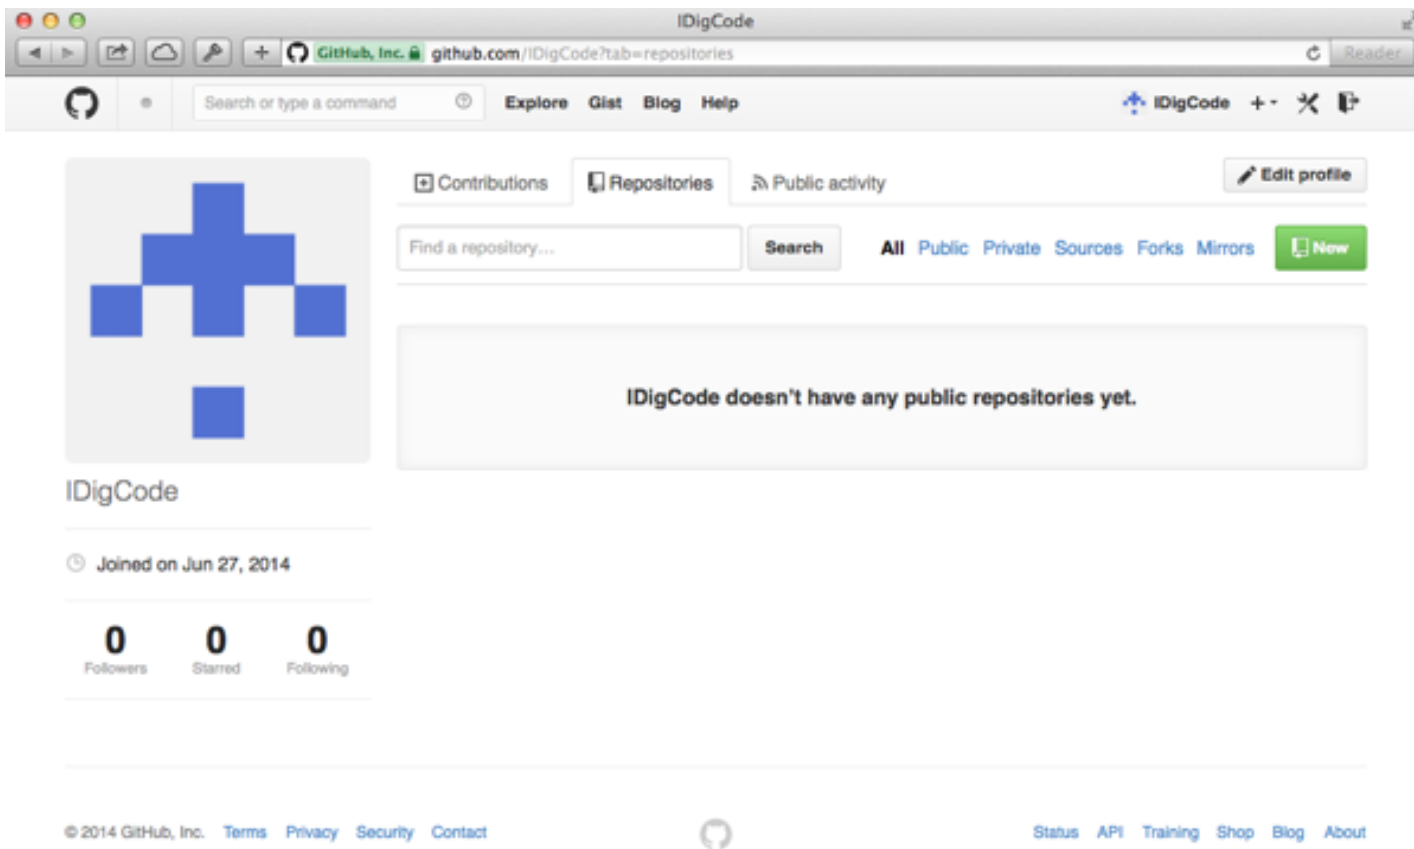 IDigCode
GitHub, Inc. github.com/IDigCode?tab=repositories Reader
Search or type a command Explore Gist Blog Help IDigCode
Contributions Repositories Public activity Edit profile
Find a repository... Search All Public Private Sources Forks Mirrors New
IDigCode doesn't have any public repositories yet.
IDigCode
Joined on Jun 27, 2014
0 0 0
Followers Starred Following
© 2014 GitHub, Inc. Terms Privacy Security Contact Status API Training Shop Blog About